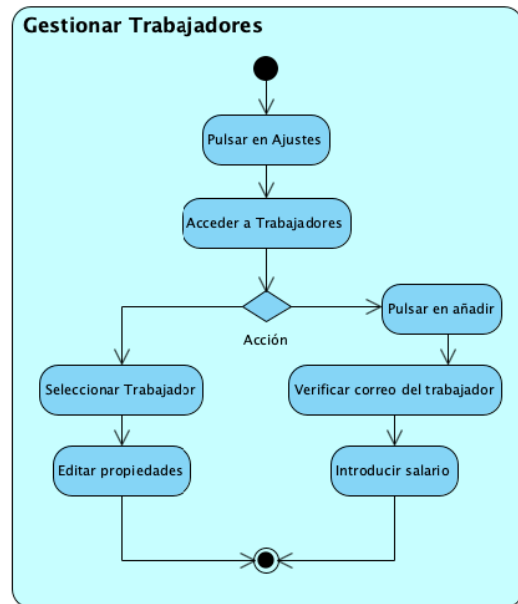 Gestionar Trabajadores
Pulsar en Ajustes
Acceder a Trabajadores
Acción
Pulsar en añadir
Seleccionar Trabajador
Verificar correo del trabajador
Editar propiedades
Introducir salario